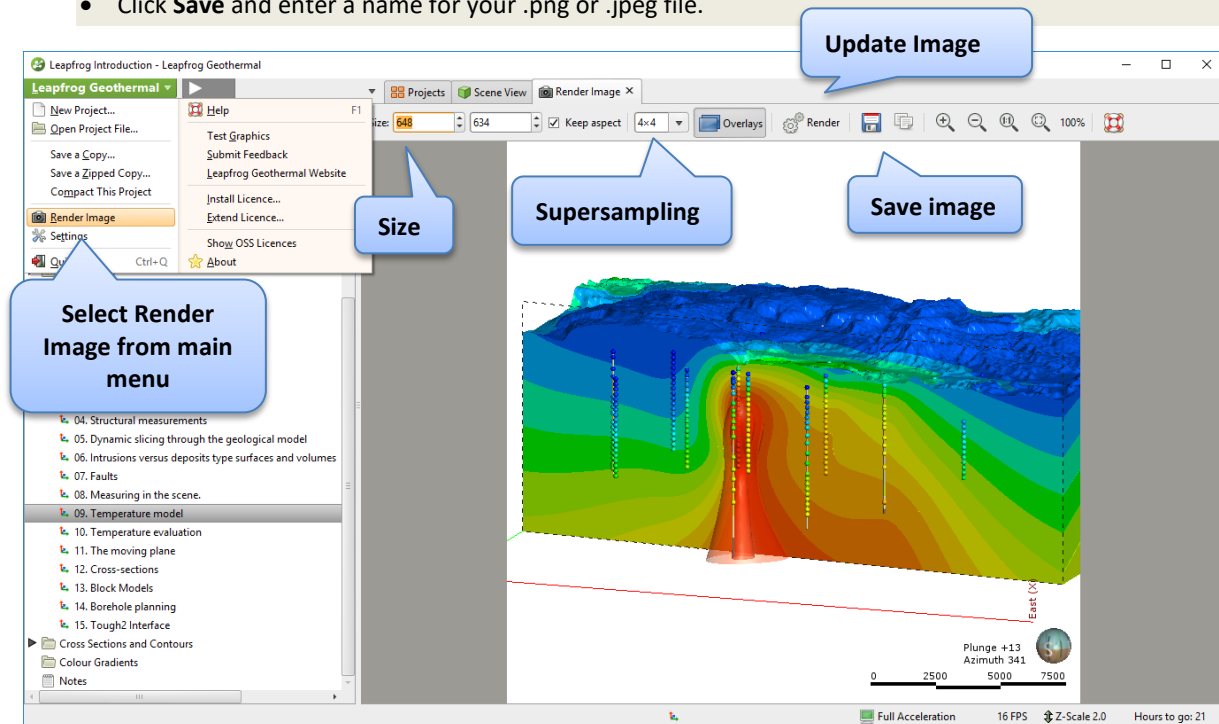 • Click Save and enter a name for your .png or .jpeg file.
Update Image
Leapfrog Introduction - Leapfrog Geothermal
Leapfrog Geothermal
Projects
Scene View
Render Image
New Project...
Open Project File...
Save a Copy...
Save a Zipped Copy...
Compact This Project
Render Image
Settings
Ctrl+Q
Help F1
Test Graphics
Submit Feedback
Leapfrog Geothermal Website
Install Licence...
Extend Licence...
Show OSS Licences
About
648
634
Keep aspect
4×4
Overlays
Render
100%
Size
Supersampling
Save image
Select Render
Image from main
menu
04. Structural measurements
05. Dynamic slicing through the geological model
06. Intrusions versus deposits type surfaces and volumes
07. Faults
08. Measuring in the scene.
09. Temperature model
10. Temperature evaluation
11. The moving plane
12. Cross-sections
13. Block Models
14. Borehole planning
15. Tough2 Interface
Cross Sections and Contours
Colour Gradients
Notes
East (X)
Plunge +13
Azimuth 341
0 2500 5000 7500
Full Acceleration
16 FPS
Z-Scale 2.0
Hours to go: 21